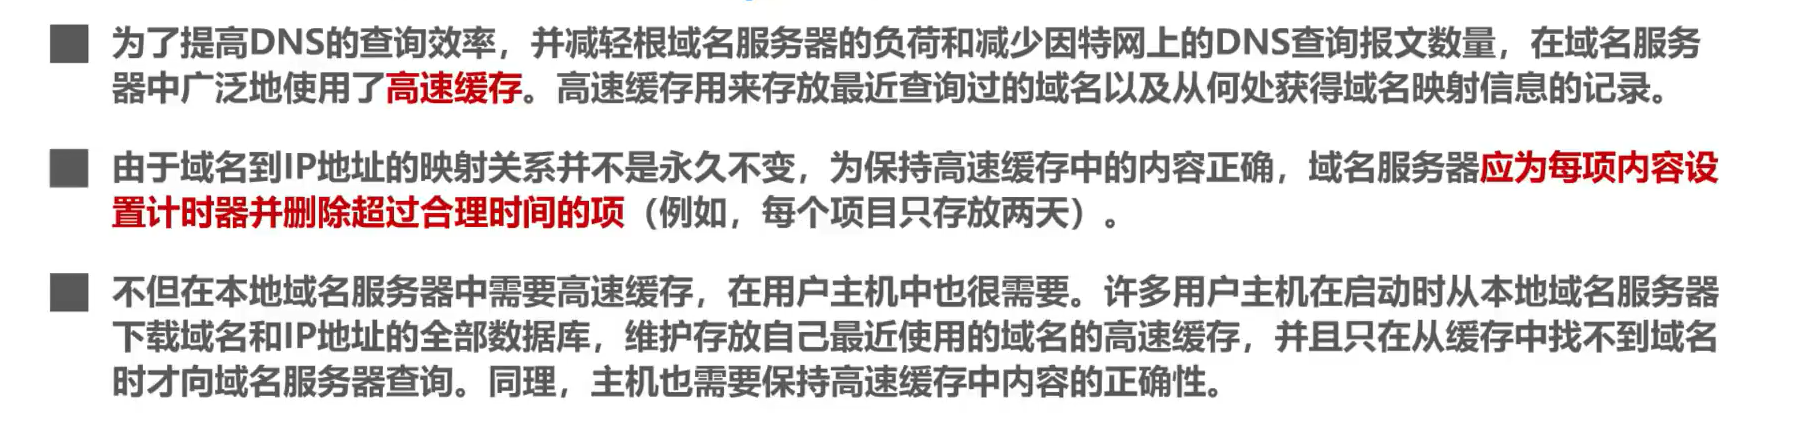 为了提高DNS的查询效率，并减轻根域名服务器的负荷和减少因特网上的DNS查询报文数量，在域名服务
器中广泛地使用了高速缓存。高速缓存用来存放最近查询过的域名以及从何处获得域名映射信息的记录。
由于域名到IP地址的映射关系并不是永久不变，为保持高速缓存中的内容正确，域名服务器应为每项内容设
置计时器并删除超过合理时间的项（例如，每个项目只存放两天）。
不但在本地域名服务器中需要高速缓存，在用户主机中也很需要。许多用户主机在启动时从本地域名服务器
下载域名和IP地址的全部数据库，维护存放自己最近使用的域名的高速缓存，并且只在从缓存中找不到域名
时才向域名服务器查询。同理，主机也需要保持高速缓存中内容的正确性。